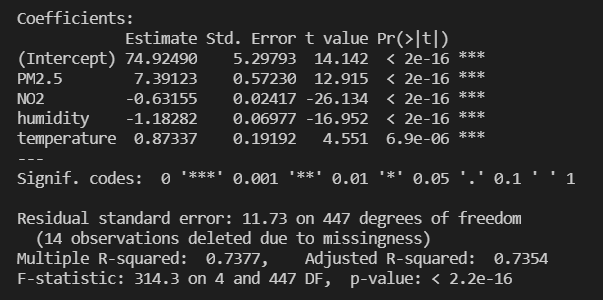 Coefficients:
Estimate Std. Error t value Pr(>|t|)
(Intercept) 74.92490 5.29793 14.142 < 2e-16 ***
PM2.5 7.39123 0.57230 12.915 < 2e-16 ***
NO2 -0.63155 0.02417 -26.134 < 2e-16 ***
humidity -1.18282 0.06977 -16.952 < 2e-16 ***
temperature 0.87337 0.19192 4.551 6.9e-06 ***
---
Signif. codes: 0 '***' 0.001 '**' 0.01 '*' 0.05 '.' 0.1 ' ' 1
Residual standard error: 11.73 on 447 degrees of freedom
(14 observations deleted due to missingness)
Multiple R-squared: 0.7377, Adjusted R-squared: 0.7354
F-statistic: 314.3 on 4 and 447 DF, p-value: < 2.2e-16